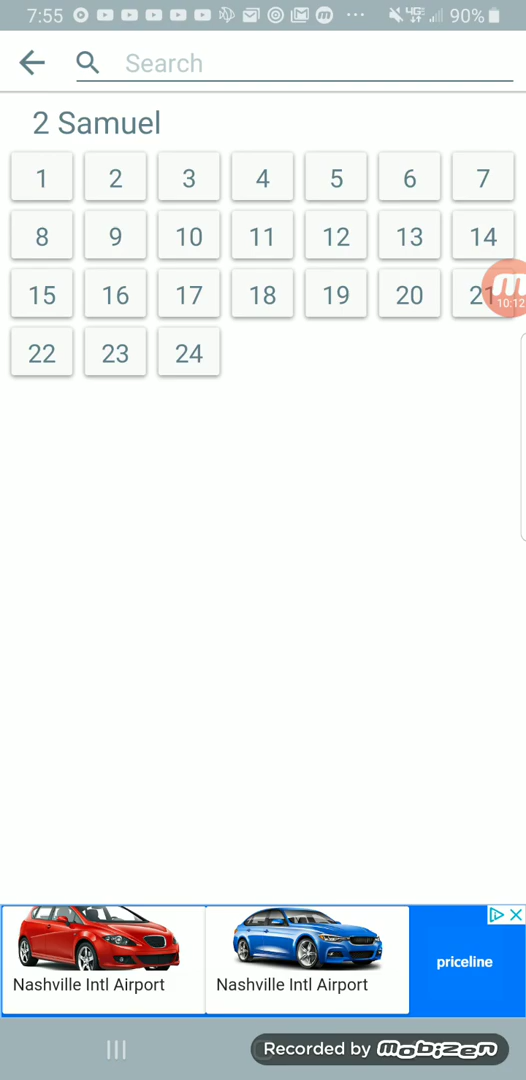 7:55 90%
Search
2 Samuel
1 2 3 4 5 6 7
8 9 10 11 12 13 14
15 16 17 18 19 20 21
10:12
22 23 24
Nashville Intl Airport
Nashville Intl Airport
priceline
Recorded by mobizen